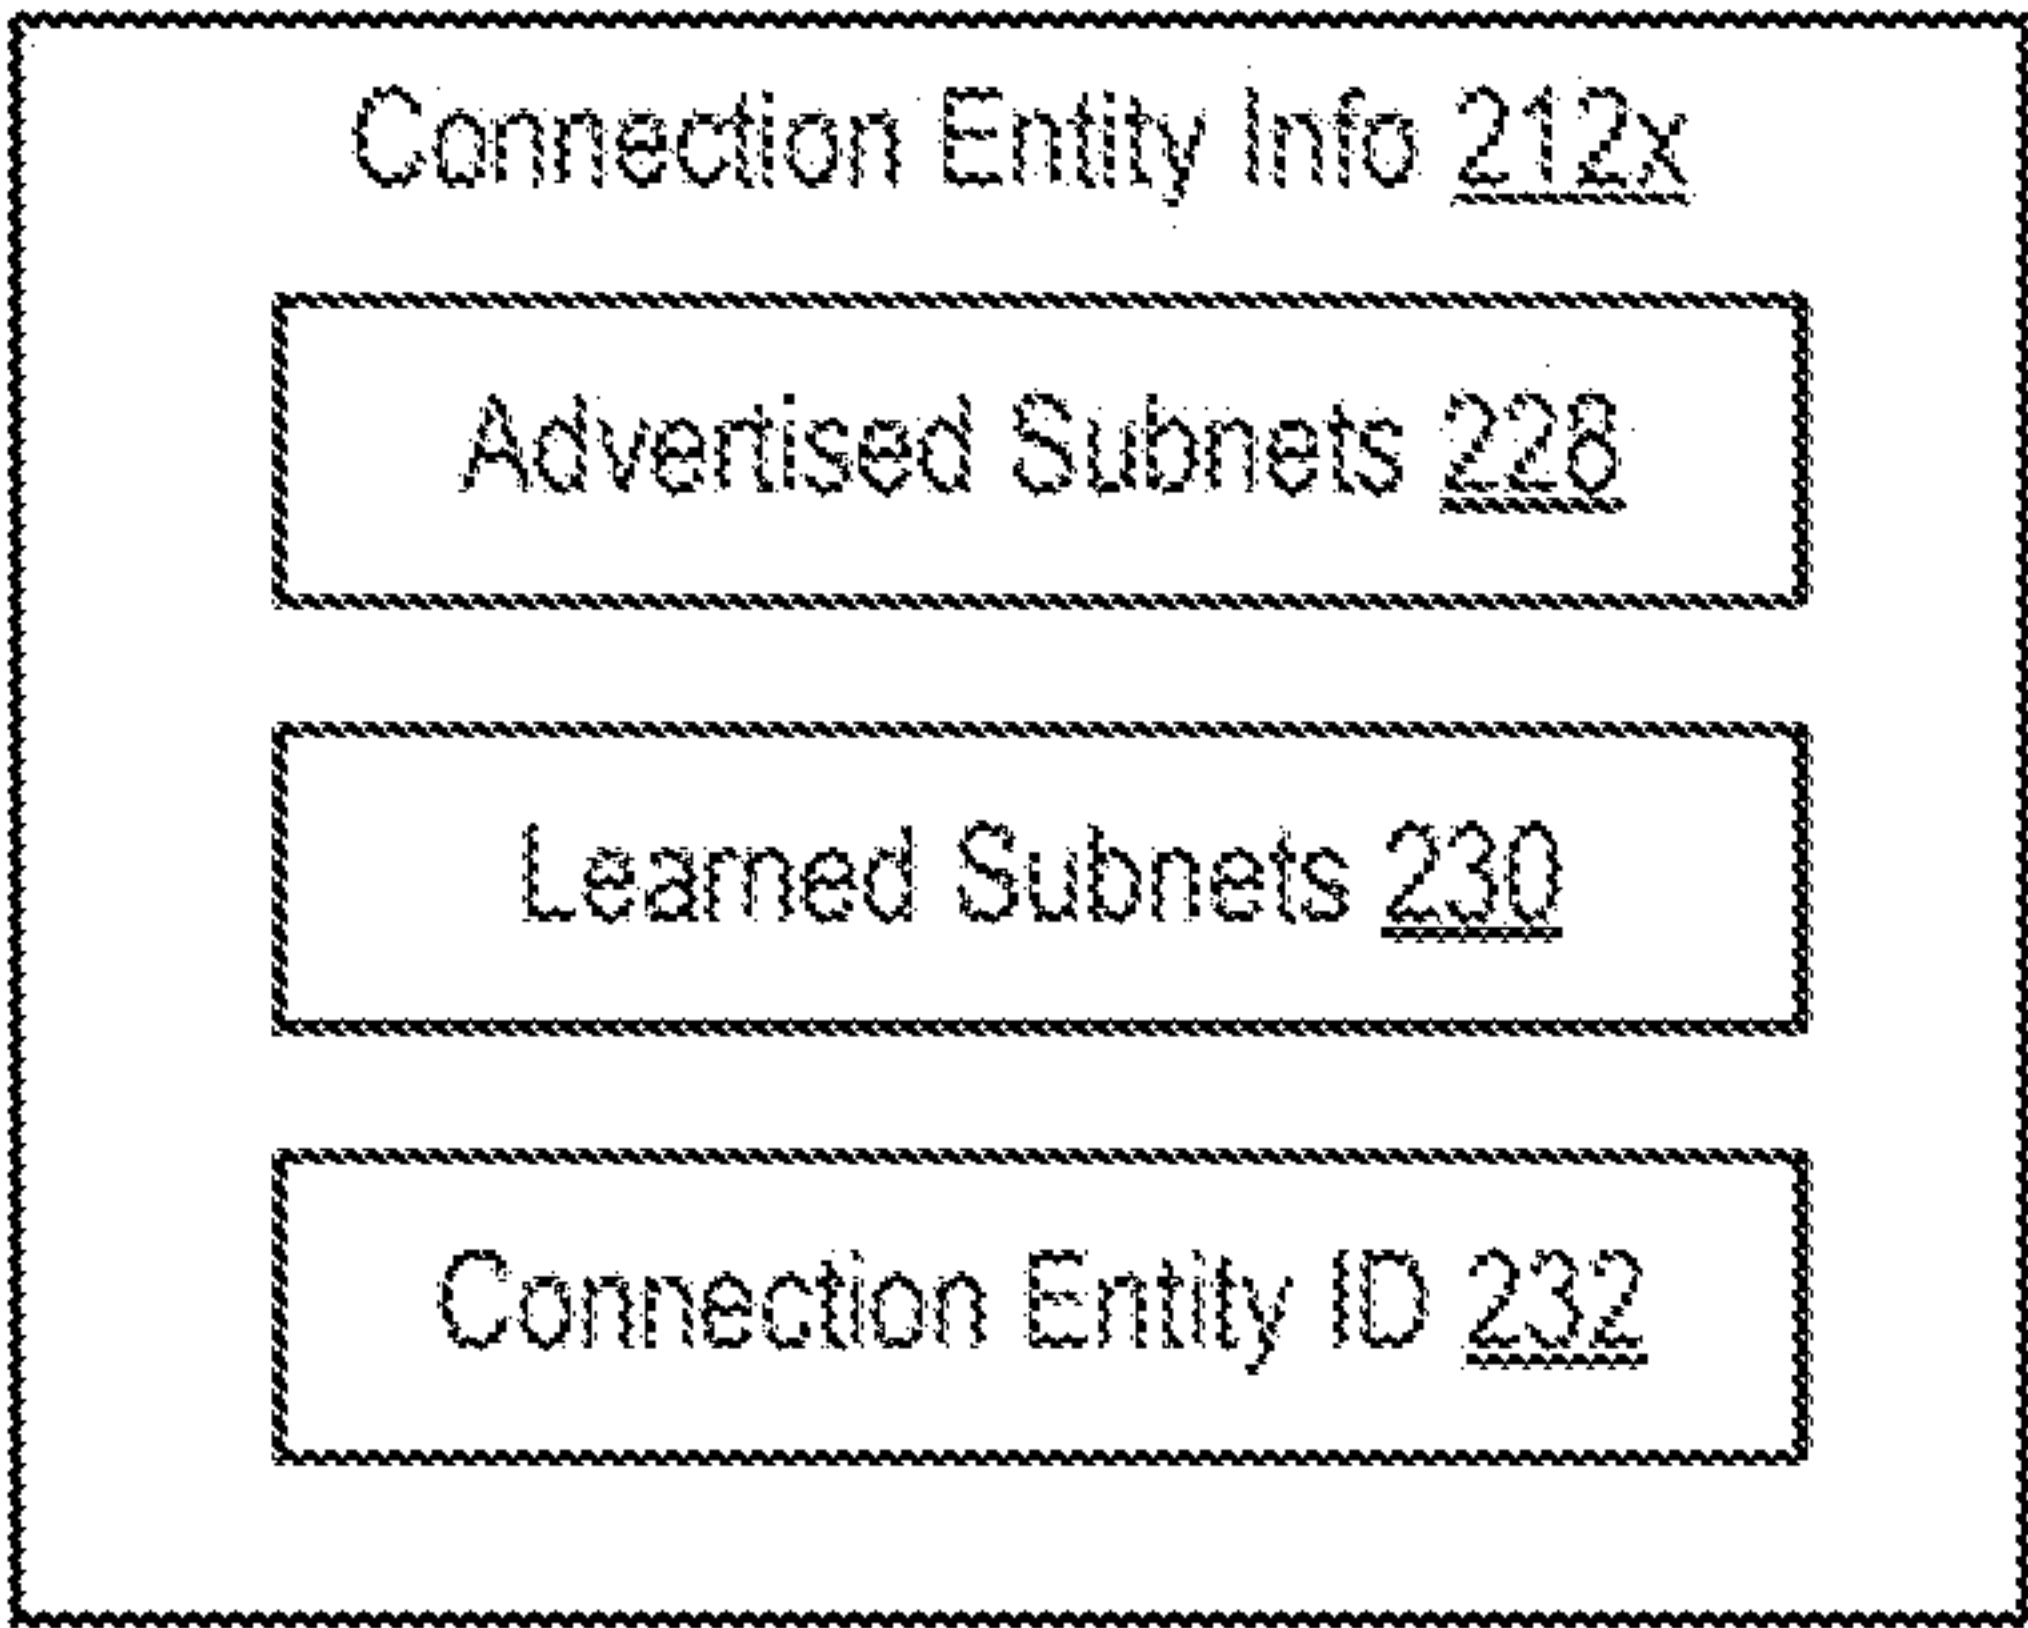 Connection Entity Info 212x
Advertised Subnets 228
Learned Subnets 230
Connection Entity ID 232